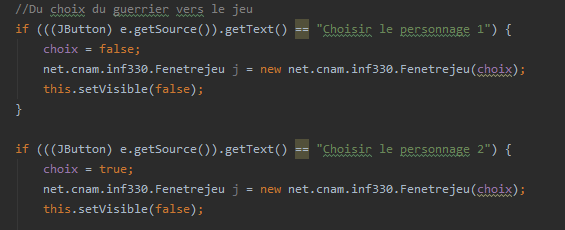 //Du choix du guerrier vers le jeu
if (((JButton) e.getSource()).getText() == "Choisir le personnage 1") {
choix = false;
net.cnam.inf330.Fenetrejeu j = new net.cnam.inf330.Fenetrejeu(choix);
this.setVisible(false);
}
if (((JButton) e.getSource()).getText() == "Choisir le personnage 2") {
choix = true;
net.cnam.inf330.Fenetrejeu j = new net.cnam.inf330.Fenetrejeu(choix);
this.setVisible(false);